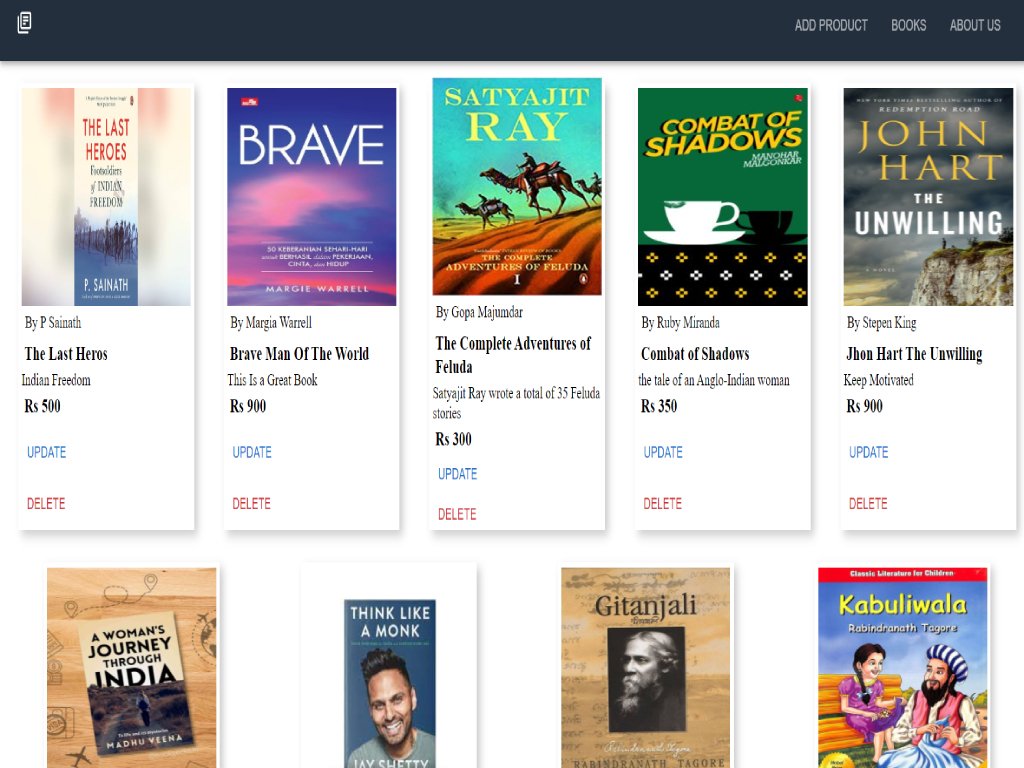 ADD PRODUCT BOOKS ABOUT US
THE LAST
HEROES
Footsoldiers
of INDIAN
FREEDOM
P. SAINATH
By P Sainath
The Last Heros
Indian Freedom
Rs 500
UPDATE
DELETE
BRAVE
50 KEBERANIAN SEHARI-HARI
untuk BERHASIL dalam PEKERJAAN,
CINTA, dan HIDUP
MARGIE WARRELL
By Margia Warrell
Brave Man Of The World
This Is a Great Book
Rs 900
UPDATE
DELETE
SATYAJIT
RAY
THE COMPLETE
ADVENTURES OF FELUDA
1
By Gopa Majumdar
The Complete Adventures of
Feluda
Satyajit Ray wrote a total of 35 Feluda
stories
Rs 300
UPDATE
DELETE
COMBAT OF
SHADOWS
MANOHAR
MALGONKAR
By Ruby Miranda
Combat of Shadows
the tale of an Anglo-Indian woman
Rs 350
UPDATE
DELETE
NEW YORK TIMES BESTSELLING AUTHOR OF
REDEMPTION ROAD
JOHN
HART
THE
UNWILLING
A NOVEL
By Stepen King
Jhon Hart The Unwilling
Keep Motivated
Rs 900
UPDATE
DELETE
A WOMAN'S
JOURNEY
THROUGH
INDIA
MADHU VEENA
THINK LIKE
A MONK
JAY SHETTY
Gitanjali
Rabindranath Tagore
RABINDRANATH TAGORE
Classic Literature for Children
Kabuliwala
Rabindranath Tagore